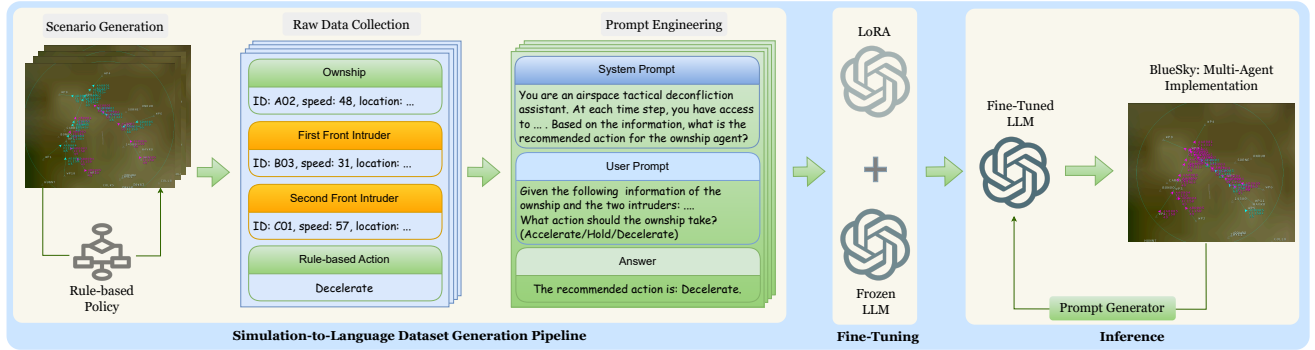 Scenario Generation
Rule-based
Policy
Raw Data Collection
Ownship
ID: A02, speed: 48, location: ...
First Front Intruder
ID: B03, speed: 31, location: ...
Second Front Intruder
ID: C01, speed: 57, location: ...
Rule-based Action
Decelerate
Prompt Engineering
System Prompt
You are an airspace tactical deconfliction
assistant. At each time step, you have access
to ... . Based on the information, what is the
recommended action for the ownship agent?
User Prompt
Given the following information of the
ownship and the two intruders: ....
What action should the ownship take?
(Accelerate/Hold/Decelerate)
Answer
The recommended action is: Decelerate.
Simulation-to-Language Dataset Generation Pipeline
LoRA
+
Frozen
LLM
Fine-Tuning
Fine-Tuned
LLM
BlueSky: Multi-Agent
Implementation
Prompt Generator
Inference